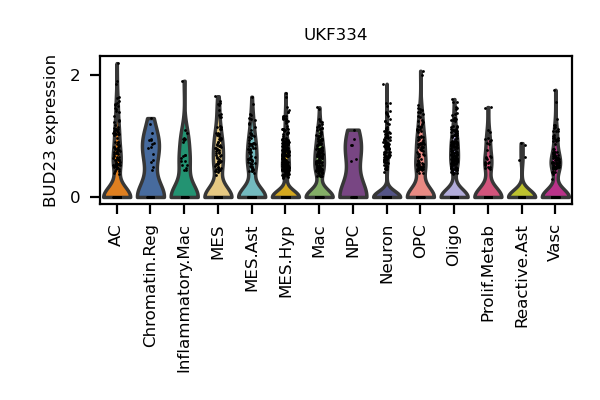 UKF334
BUD23 expression
2
0
AC
Chromatin.Reg
Inflammatory.Mac
MES
MES.Ast
MES.Hyp
Mac
NPC
Neuron
OPC
Oligo
Prolif.Metab
Reactive.Ast
Vasc